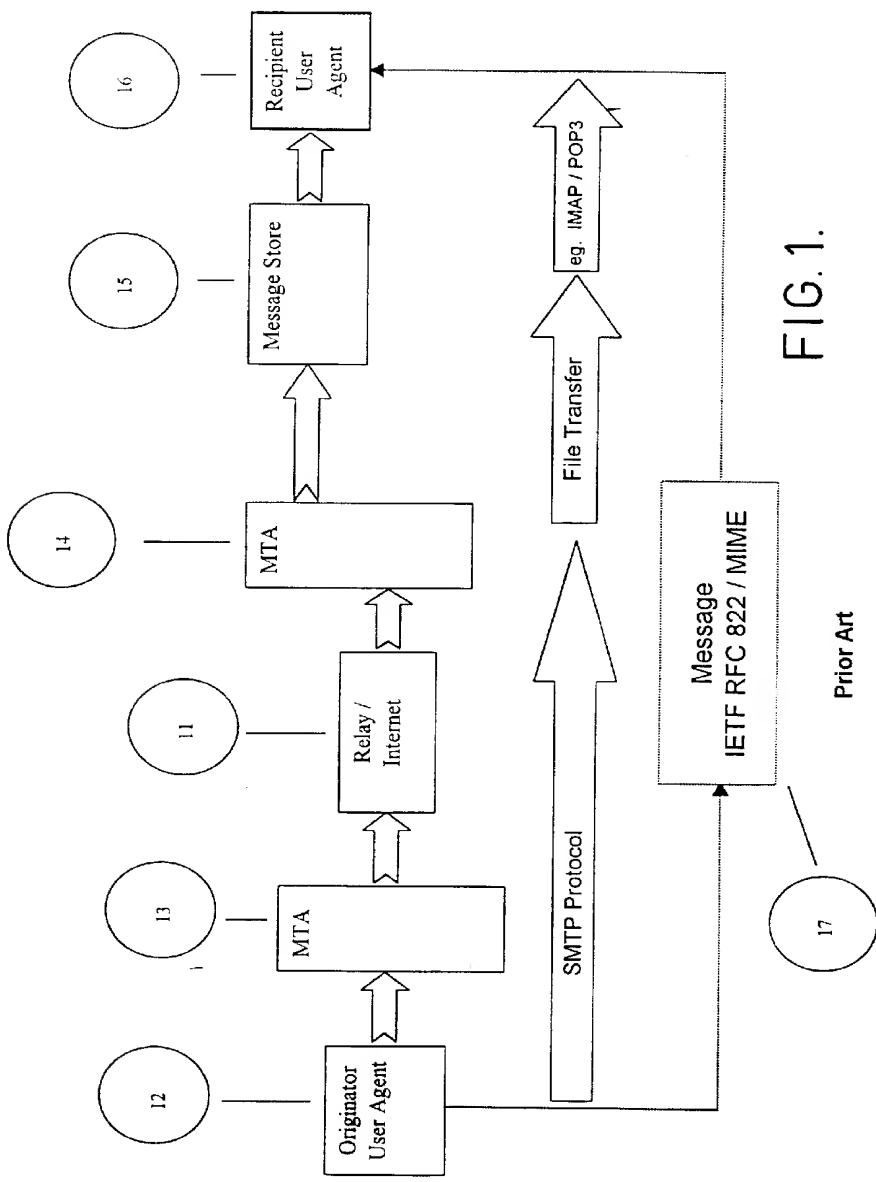 12
13
11
14
15
16
Originator
User Agent
MTA
Relay /
Internet
MTA
Message Store
Recipient
User
Agent
SMTP Protocol
File Transfer
eg. IMAP / POP3
Message
IETF RFC 822 / MIME
17
Prior Art
FIG. 1.